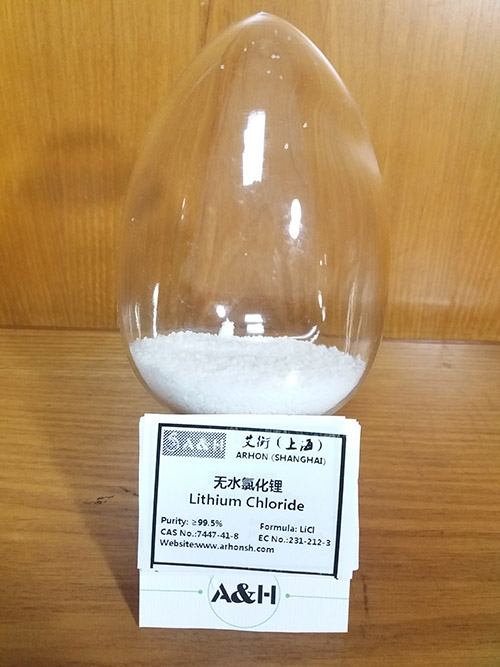 A&H 艾衔（上海）
ARHON (SHANGHAI)
无水氯化锂
Lithium Chloride
Purity: ≥99.5% Formula: LiCl
CAS No.:7447-41-8 EC No.:231-212-3
Website:www.arhonsh.com
A&H